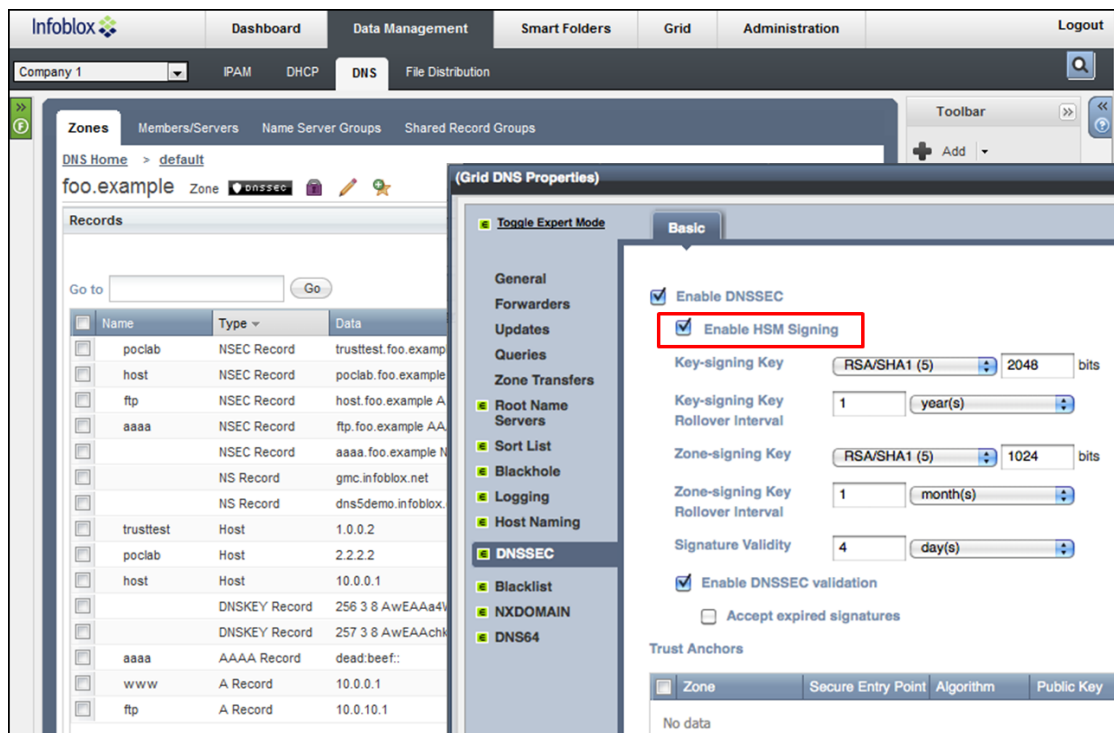 Infoblox
Dashboard
Data Management
Smart Folders
Grid
Administration
Logout
Company 1
IPAM
DHCP
DNS
File Distribution
Zones
Members/Servers
Name Server Groups
Shared Record Groups
Toolbar
Add
DNS Home > default
foo.example Zone DNSSEC
Records
Go to
Go
Name Type Data
poclab NSEC Record trusttest.foo.examp
host NSEC Record poclab.foo.example
ftp NSEC Record host.foo.example A
aaaa NSEC Record ftp.foo.example AA
NSEC Record aaaa.foo.example N
NS Record gmc.infoblox.net
NS Record dns5demo.infoblox.
trusttest Host 1.0.0.2
poclab Host 2.2.2.2
host Host 10.0.0.1
DNSKEY Record 256 3 8 AwEAAa4V
DNSKEY Record 257 3 8 AwEAAchk
aaaa AAAA Record dead:beef::
www A Record 10.0.0.1
ftp A Record 10.0.10.1
(Grid DNS Properties)
Toggle Expert Mode
General
Forwarders
Updates
Queries
Zone Transfers
Root Name
Servers
Sort List
Blackhole
Logging
Host Naming
DNSSEC
Blacklist
NXDOMAIN
DNS64
Basic
Enable DNSSEC
Enable HSM Signing
Key-signing Key RSA/SHA1 (5) 2048 bits
Key-signing Key
Rollover Interval
1 year(s)
Zone-signing Key RSA/SHA1 (5) 1024 bits
Zone-signing Key
Rollover Interval
1 month(s)
Signature Validity 4 day(s)
Enable DNSSEC validation
Accept expired signatures
Trust Anchors
Zone Secure Entry Point Algorithm Public Key
No data